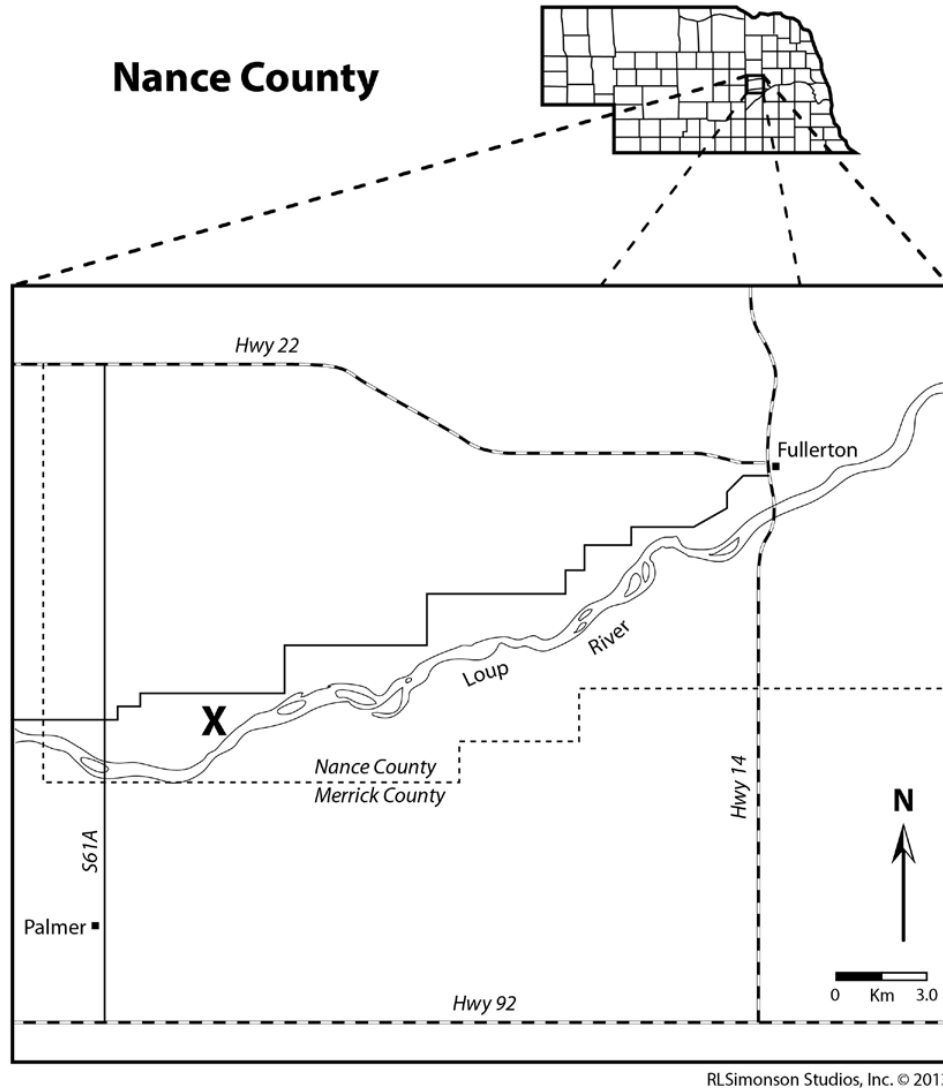 Nance County
Hwy 22
Fullerton
Loup
River
X
Nance County
Merrick County
S61A
Hwy 14
N
Palmer
0 Km 3.0
Hwy 92
RLSimonson Studios, Inc. © 201